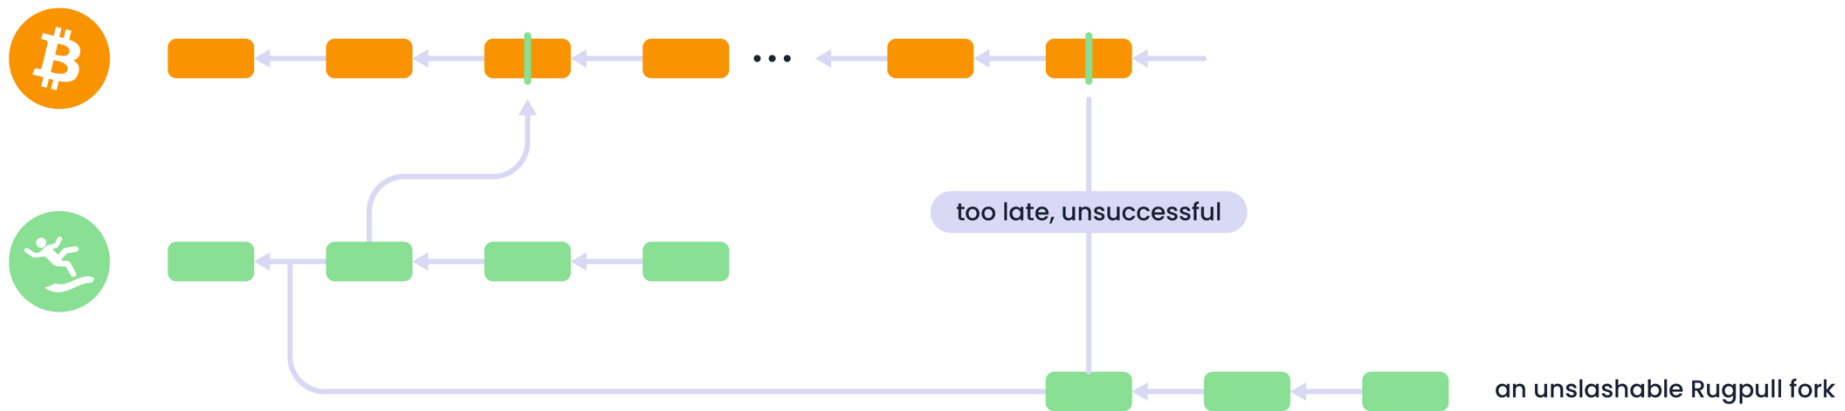 too late, unsuccessful
an unslashable Rugpull fork